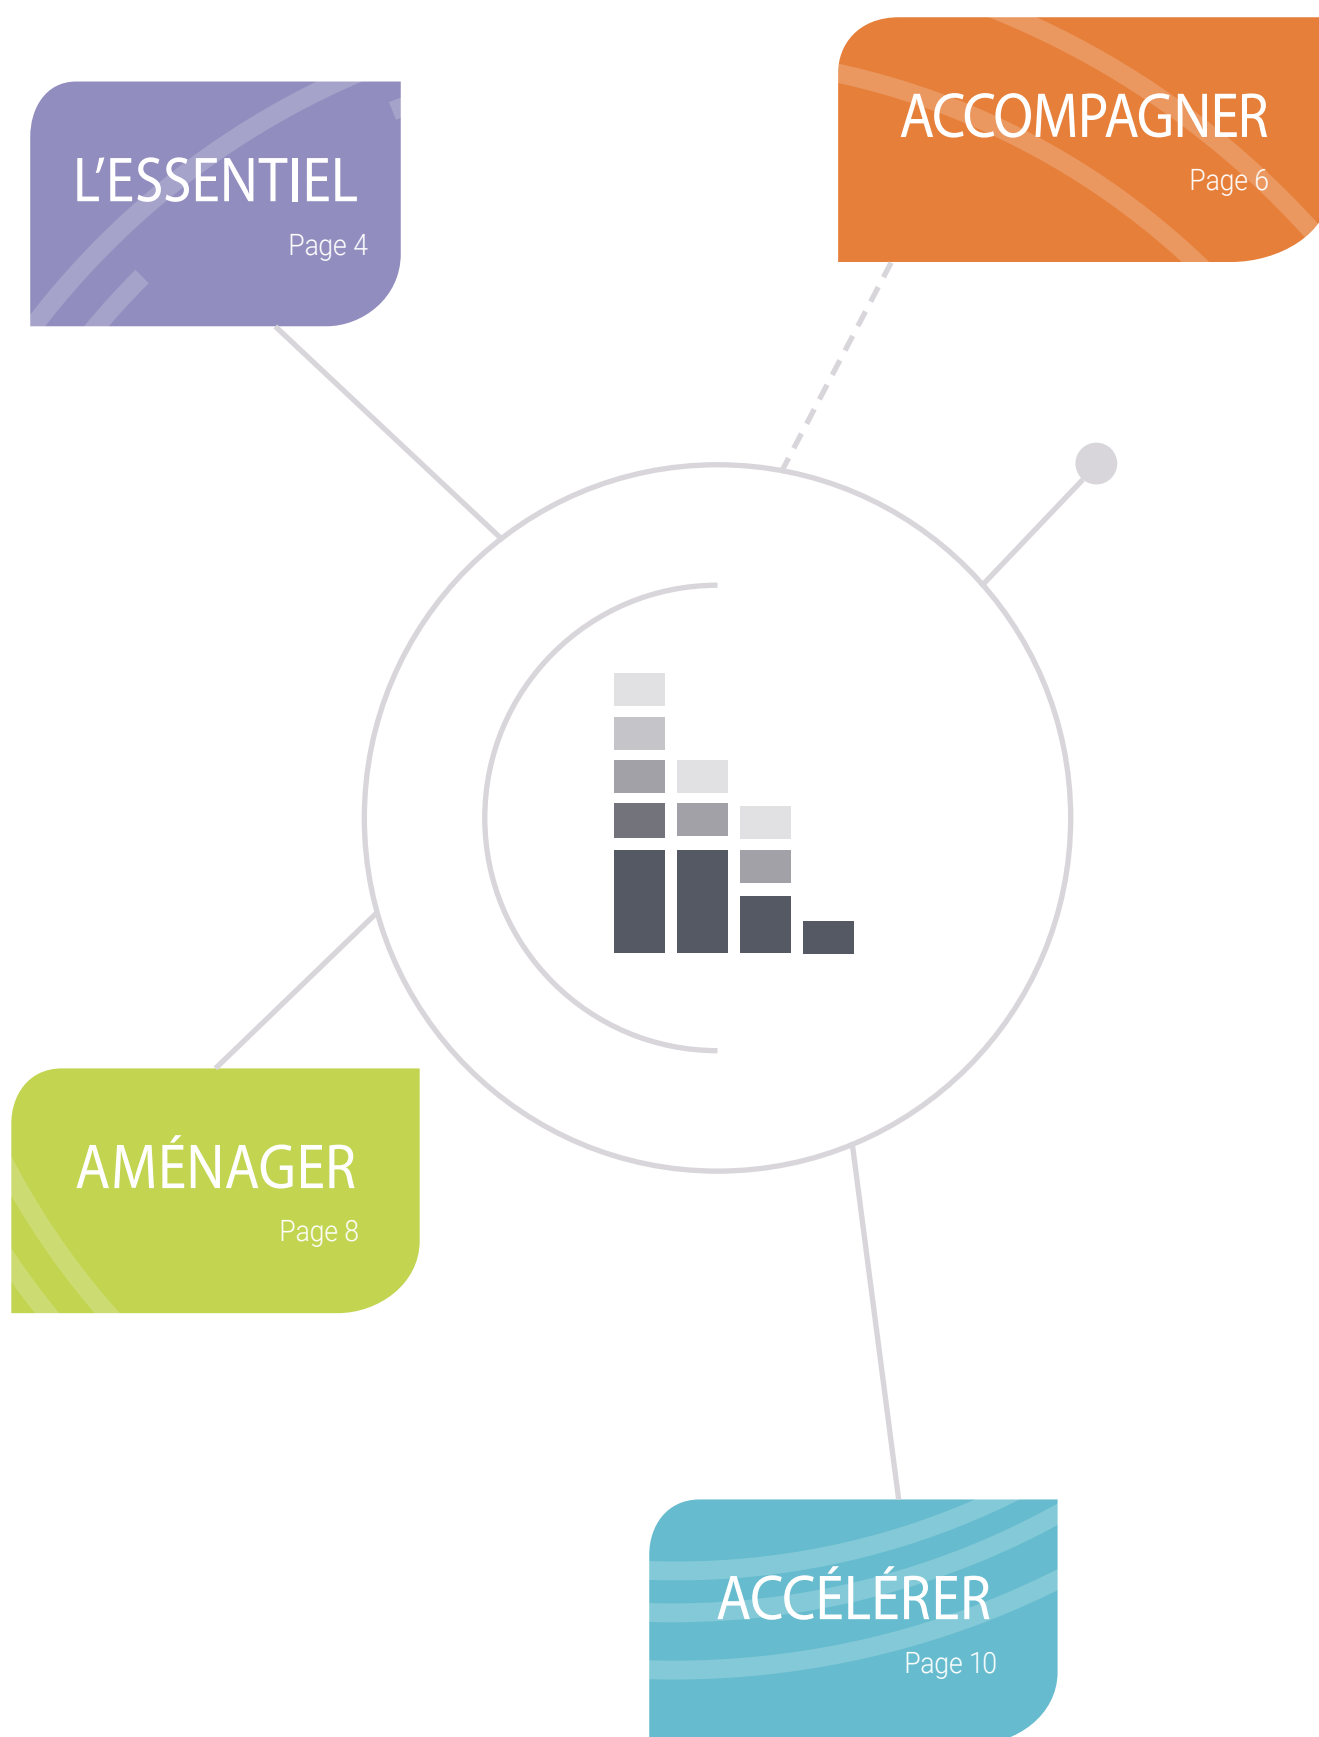 L’ESSENTIEL
Page 4
ACCOMPAGNER
Page 6
AMÉNAGER
Page 8
ACCÉLÉRER
Page 10